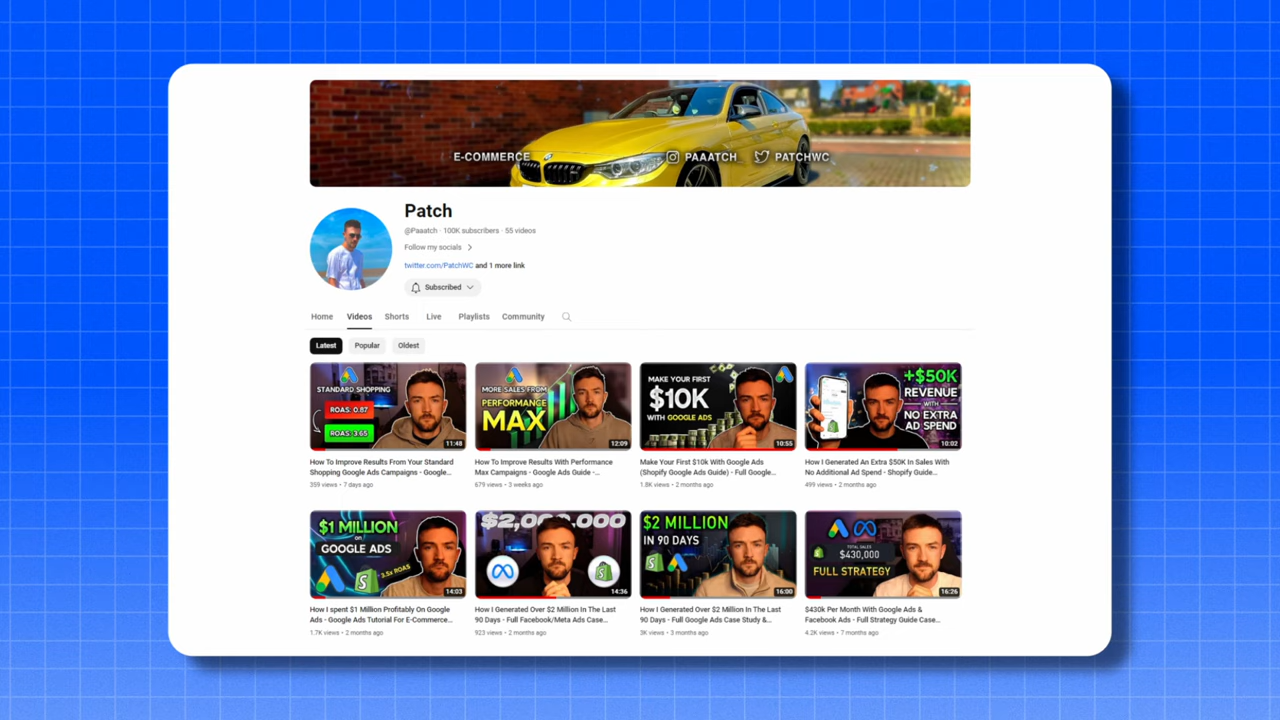 E-COMMERCE
PAAATCH
PATCHWC
Patch
@Paaatch · 100K subscribers · 55 videos
Follow my socials
twitter.com/PatchWC and 1 more link
Subscribed
Home Videos Shorts Live Playlists Community
Latest Popular Oldest
STANDARD SHOPPING
ROAS: 0.87
ROAS: 3.65
11:48
How To Improve Results From Your Standard
Shopping Google Ads Campaigns - Google...
359 views • 7 days ago
MORE SALES FROM
PERFORMANCE
MAX
12:09
How To Improve Results With Performance
Max Campaigns - Google Ads Guide -...
679 views • 3 weeks ago
MAKE YOUR FIRST
$10K
WITH GOOGLE ADS
10:55
Make Your First $10k With Google Ads
(Shopify Google Ads Guide) - Full Google...
1.8K views • 2 months ago
+$50K
REVENUE
WITH
NO EXTRA
AD SPEND
10:02
How I Generated An Extra $50K In Sales With
No Additional Ad Spend - Shopify Guide...
499 views • 2 months ago
$1 MILLION
on
GOOGLE ADS
3.5x ROAS
14:03
How I spent $1 Million Profitably On Google
Ads - Google Ads Tutorial For E-Commerce...
1.7K views • 2 months ago
$2,000,000
14:36
How I Generated Over $2 Million In The Last
90 Days - Full Facebook/Meta Ads Case...
923 views • 2 months ago
$2 MILLION
IN 90 DAYS
16:00
How I Generated Over $2 Million In The Last
90 Days - Full Google Ads Case Study &...
3K views • 3 months ago
TOTAL SALES
$430,000
FULL STRATEGY
16:26
$430k Per Month With Google Ads &
Facebook Ads - Full Strategy Guide Case...
4.2K views • 7 months ago